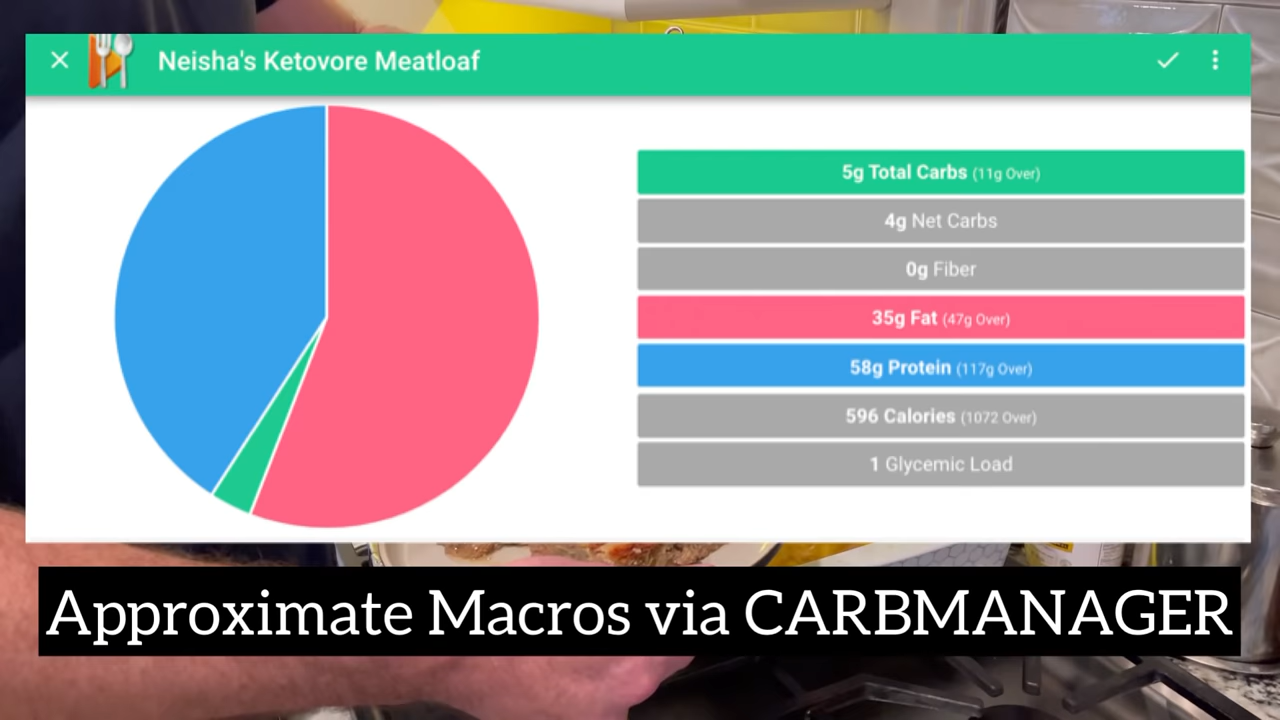 Neisha's Ketovore Meatloaf
5g Total Carbs (11g Over)
4g Net Carbs
0g Fiber
35g Fat (47g Over)
58g Protein (117g Over)
596 Calories (1072 Over)
1 Glycemic Load
Approximate Macros via CARBMANAGER